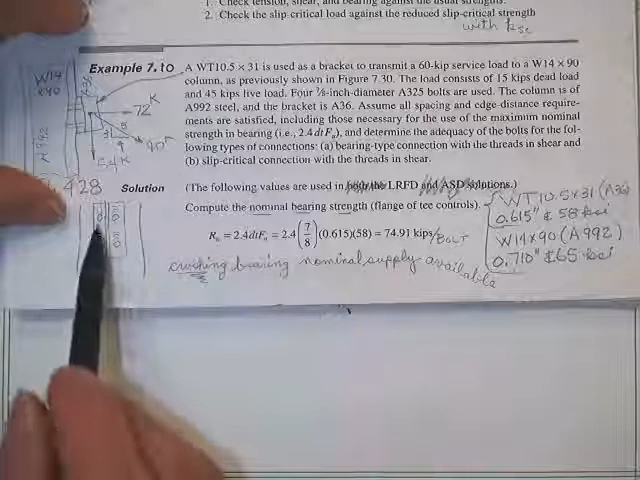 1. Check tension, shear, and bearing against the usual strengths.
2. Check the slip-critical load against the reduced slip-critical strength
with ksc
Example 7.10 A WT10.5 × 31 is used as a bracket to transmit a 60-kip service load to a W14 × 90
column, as previously shown in Figure 7.30. The load consists of 15 kips dead load
and 45 kips live load. Four 7/8-inch-diameter A325 bolts are used. The column is of
A992 steel, and the bracket is A36. Assume all spacing and edge-distance require-
ments are satisfied, including those necessary for the use of the maximum nominal
strength in bearing (i.e., 2.4dtFu), and determine the adequacy of the bolts for the fol-
lowing types of connections: (a) bearing-type connection with the threads in shear and
(b) slip-critical connection with the threads in shear.
W14
x90
A36
A992
72K
3
4
5
90K
54K
428
Solution (The following values are used in both the LRFD and ASD solutions.)
Compute the nominal bearing strength (flange of tee controls).
Rn = 2.4dtFu = 2.4(7/8)(0.615)(58) = 74.91 kips/BOLT
crushing bearing nominal supply available
WT10.5x31 (A36)
0.615" & 58 ksi
W14x90 (A992)
0.710" & 65 ksi